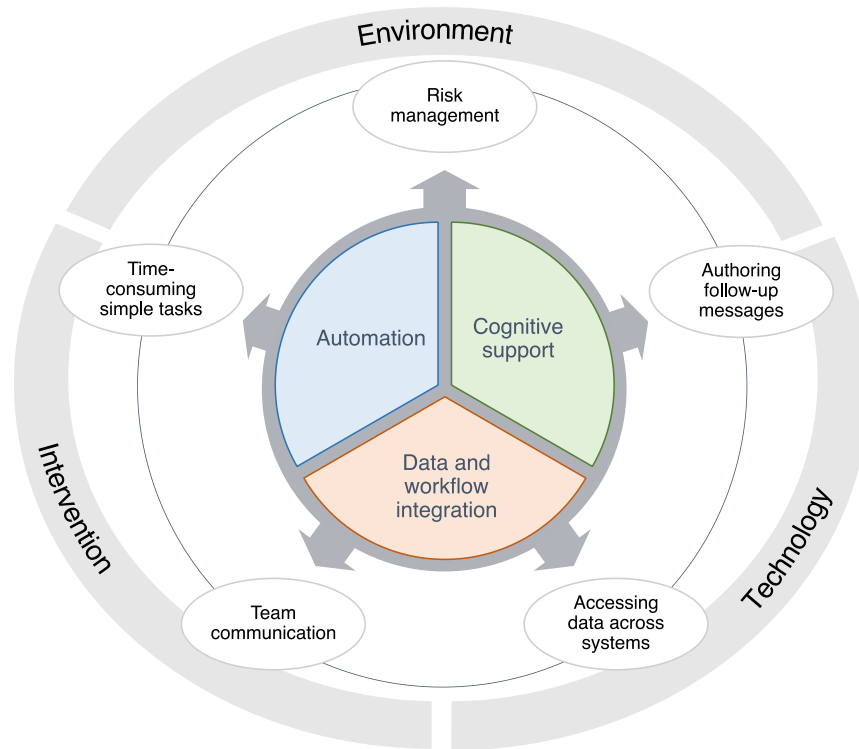 Environment
Risk
management
Time-
consuming
simple tasks
Authoring
follow-up
messages
Automation
Cognitive
support
Data and
workflow
integration
Intervention
Technology
Team
communication
Accessing
data across
systems